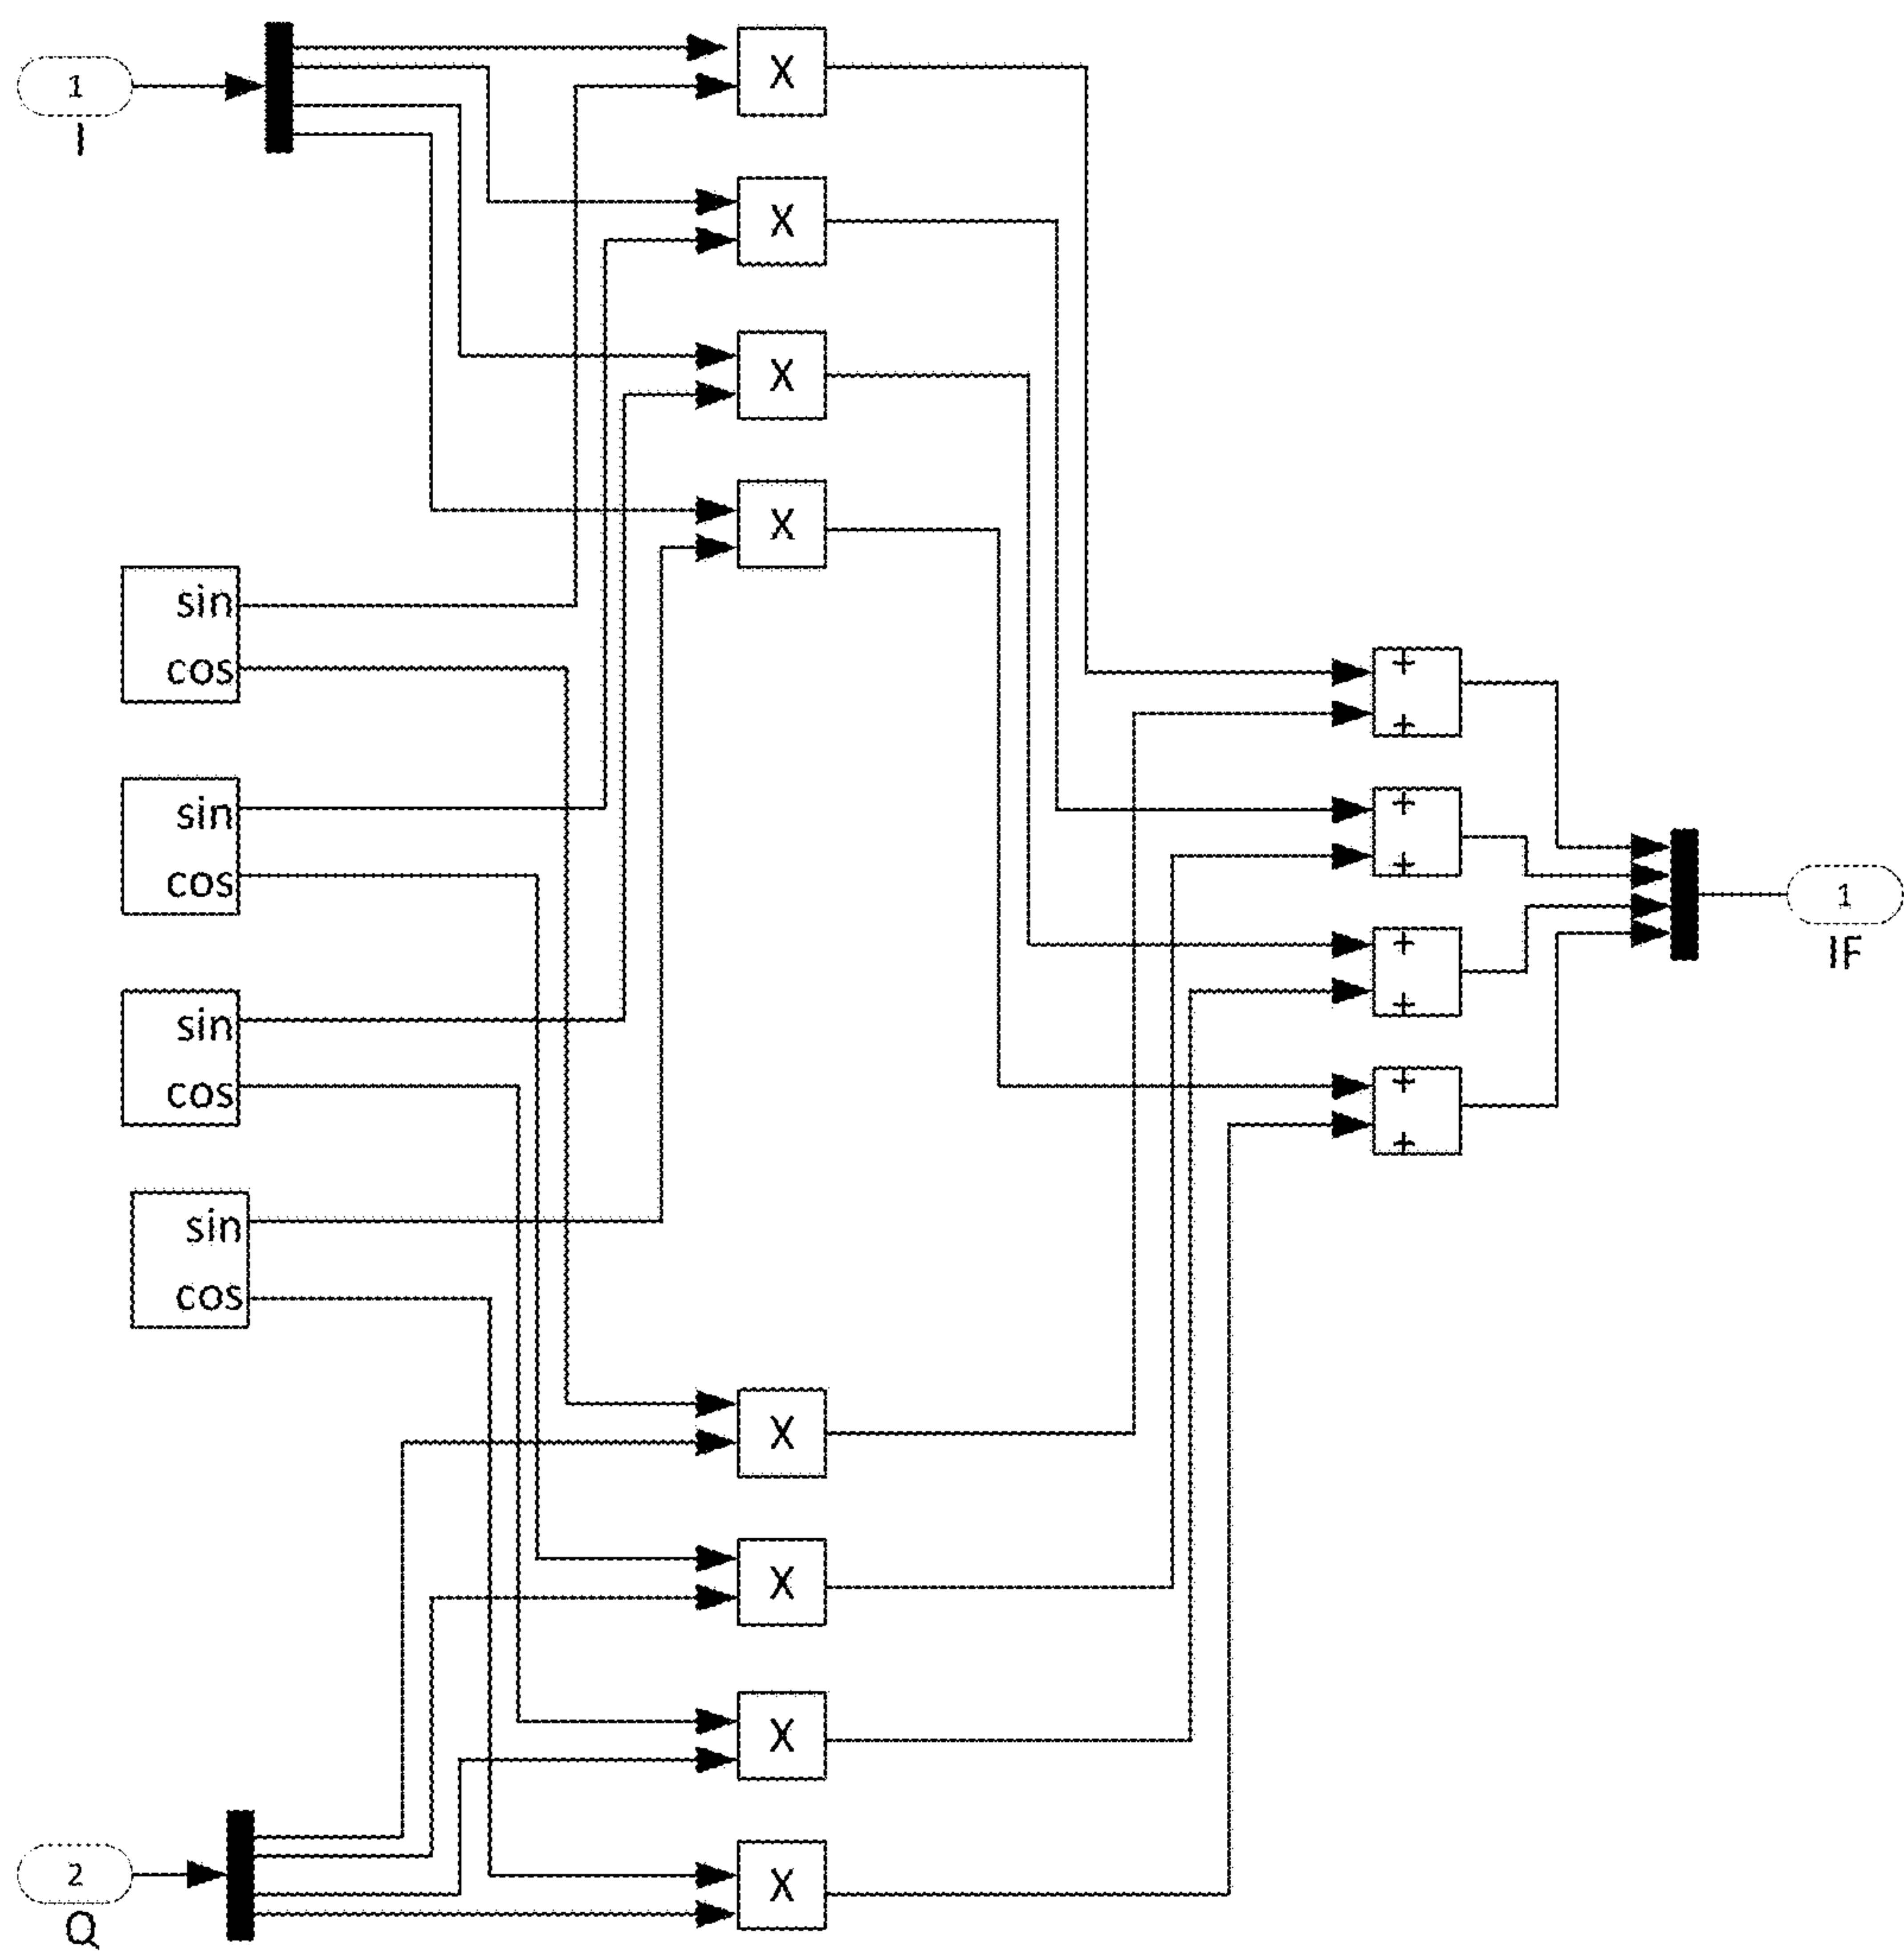 1
I
X
X
X
X
sin
cos
sin
cos
sin
cos
sin
cos
+
+
+
+
+
+
+
+
1
IF
X
X
X
X
2
Q